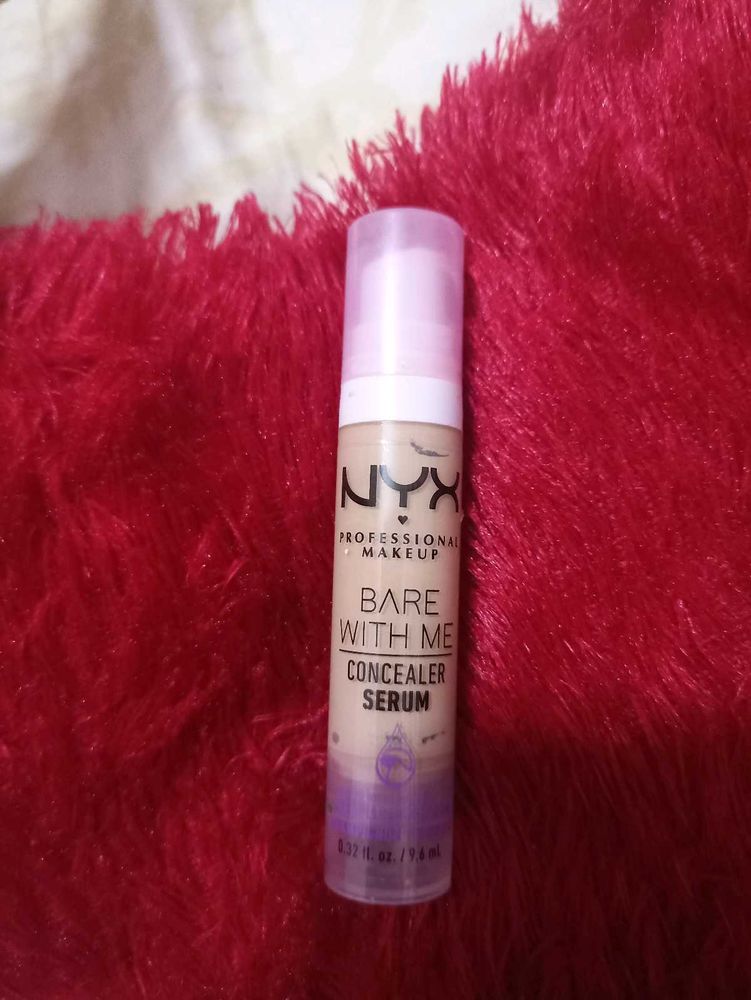 NYX
PROFESSIONAL
MAKEUP
BARE
WITH ME
CONCEALER
SERUM
0.32 fl. oz. / 9.6 mL